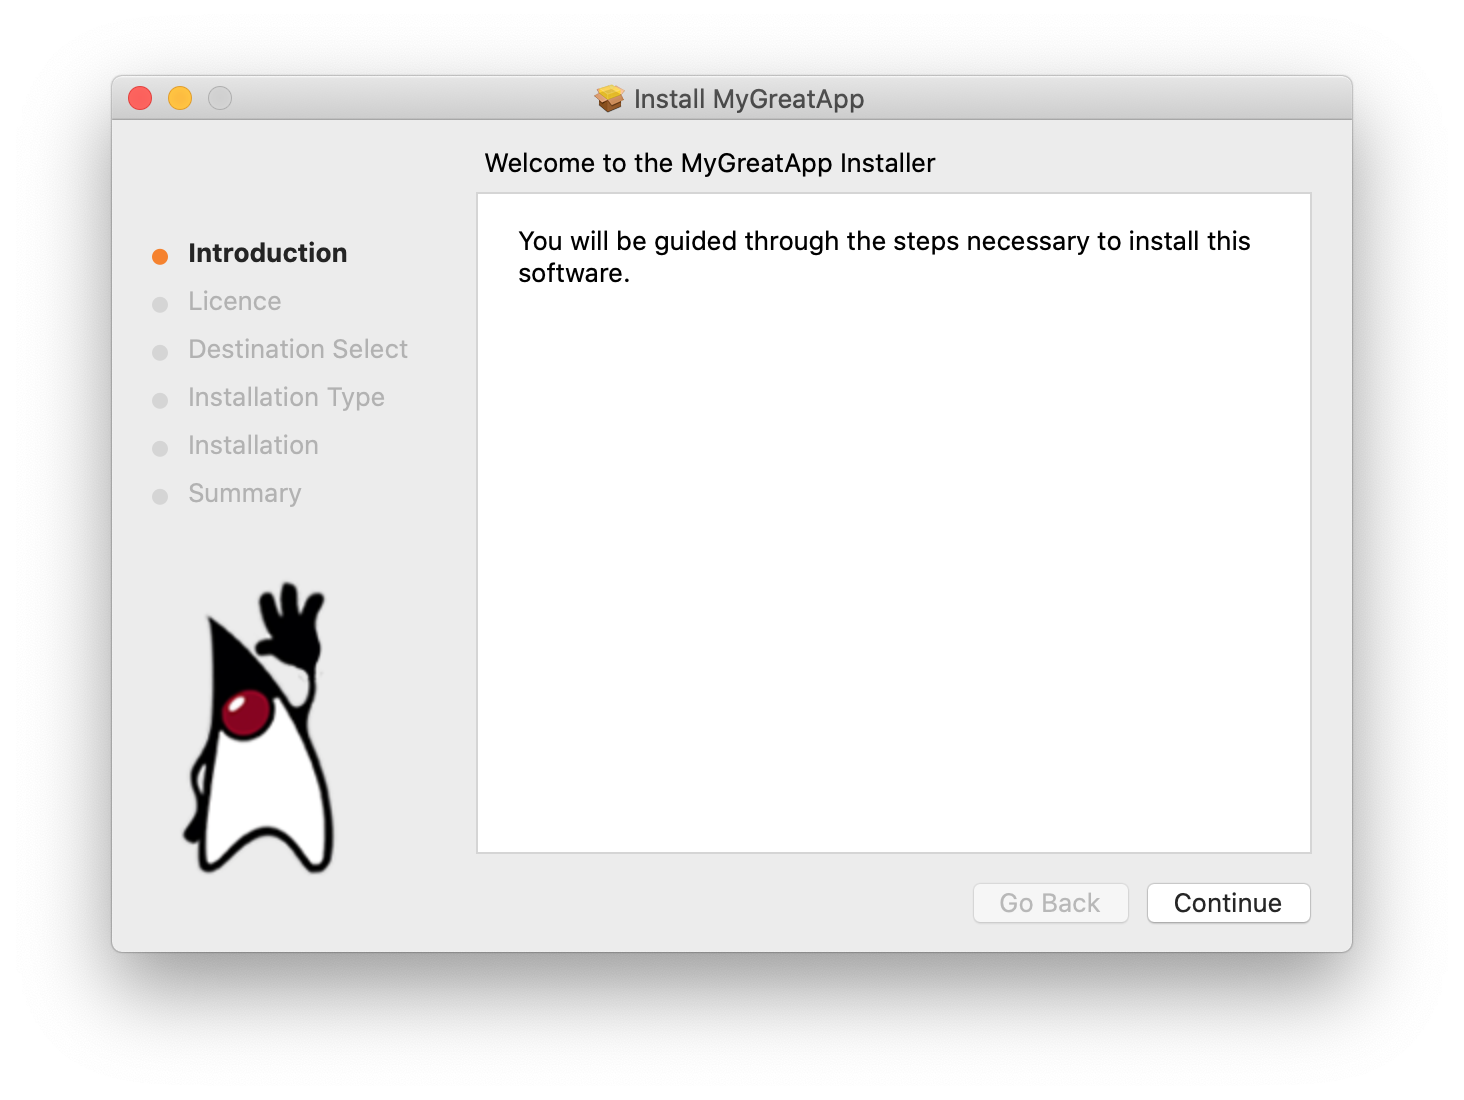 Install MyGreatApp
Welcome to the MyGreatApp Installer
Introduction
Licence
Destination Select
Installation Type
Installation
Summary
You will be guided through the steps necessary to install this
software.
Go Back
Continue